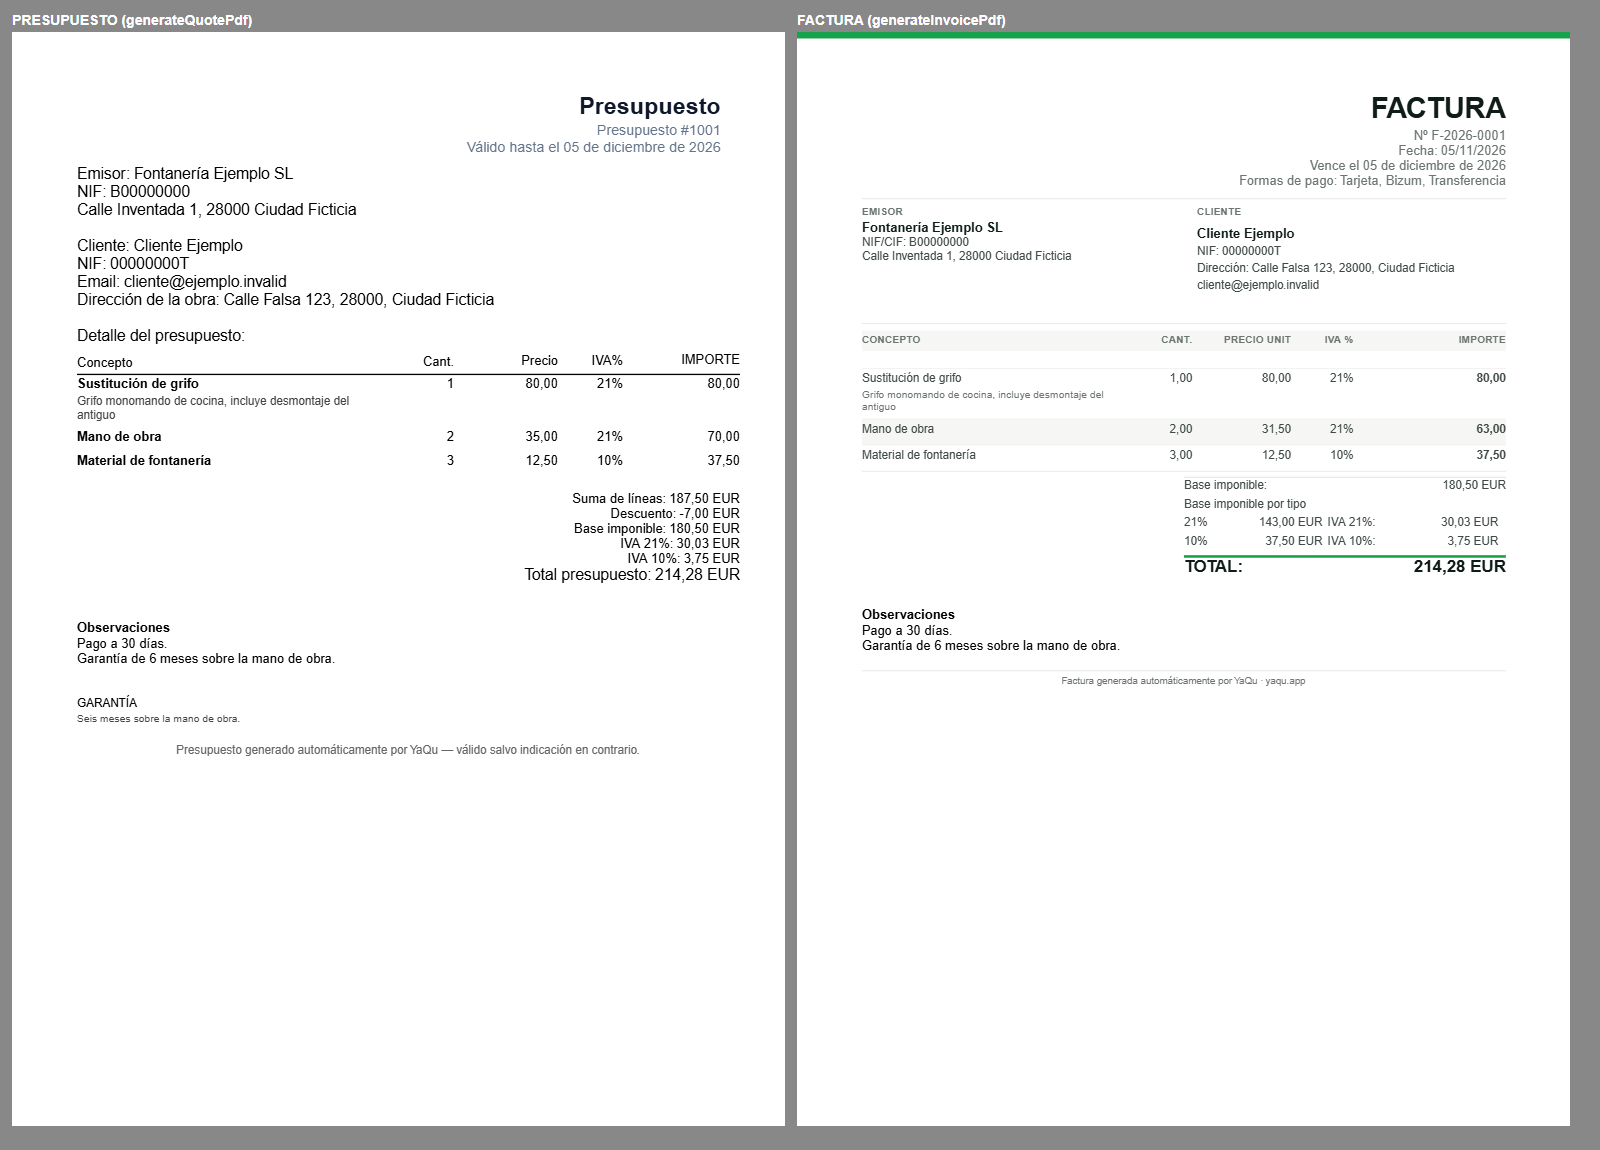 PRESUPUESTO (generateQuotePdf)
Presupuesto
Presupuesto #1001
Válido hasta el 05 de diciembre de 2026
Emisor: Fontanería Ejemplo SL
NIF: B00000000
Calle Inventada 1, 28000 Ciudad Ficticia
Cliente: Cliente Ejemplo
NIF: 00000000T
Email: cliente@ejemplo.invalid
Dirección de la obra: Calle Falsa 123, 28000, Ciudad Ficticia
Detalle del presupuesto:
Concepto Cant. Precio IVA% IMPORTE
Sustitución de grifo 1 80,00 21% 80,00
Grifo monomando de cocina, incluye desmontaje del
antiguo
Mano de obra 2 35,00 21% 70,00
Material de fontanería 3 12,50 10% 37,50
Suma de líneas: 187,50 EUR
Descuento: -7,00 EUR
Base imponible: 180,50 EUR
IVA 21%: 30,03 EUR
IVA 10%: 3,75 EUR
Total presupuesto: 214,28 EUR
Observaciones
Pago a 30 días.
Garantía de 6 meses sobre la mano de obra.
GARANTÍA
Seis meses sobre la mano de obra.
Presupuesto generado automáticamente por YaQu — válido salvo indicación en contrario.
FACTURA (generateInvoicePdf)
FACTURA
Nº F-2026-0001
Fecha: 05/11/2026
Vence el 05 de diciembre de 2026
Formas de pago: Tarjeta, Bizum, Transferencia
EMISOR
Fontanería Ejemplo SL
NIF/CIF: B00000000
Calle Inventada 1, 28000 Ciudad Ficticia
CLIENTE
Cliente Ejemplo
NIF: 00000000T
Dirección: Calle Falsa 123, 28000, Ciudad Ficticia
cliente@ejemplo.invalid
CONCEPTO CANT. PRECIO UNIT IVA % IMPORTE
Sustitución de grifo 1,00 80,00 21% 80,00
Grifo monomando de cocina, incluye desmontaje del
antiguo
Mano de obra 2,00 31,50 21% 63,00
Material de fontanería 3,00 12,50 10% 37,50
Base imponible: 180,50 EUR
Base imponible por tipo
21% 143,00 EUR IVA 21%: 30,03 EUR
10% 37,50 EUR IVA 10%: 3,75 EUR
TOTAL: 214,28 EUR
Observaciones
Pago a 30 días.
Garantía de 6 meses sobre la mano de obra.
Factura generada automáticamente por YaQu · yaqu.app